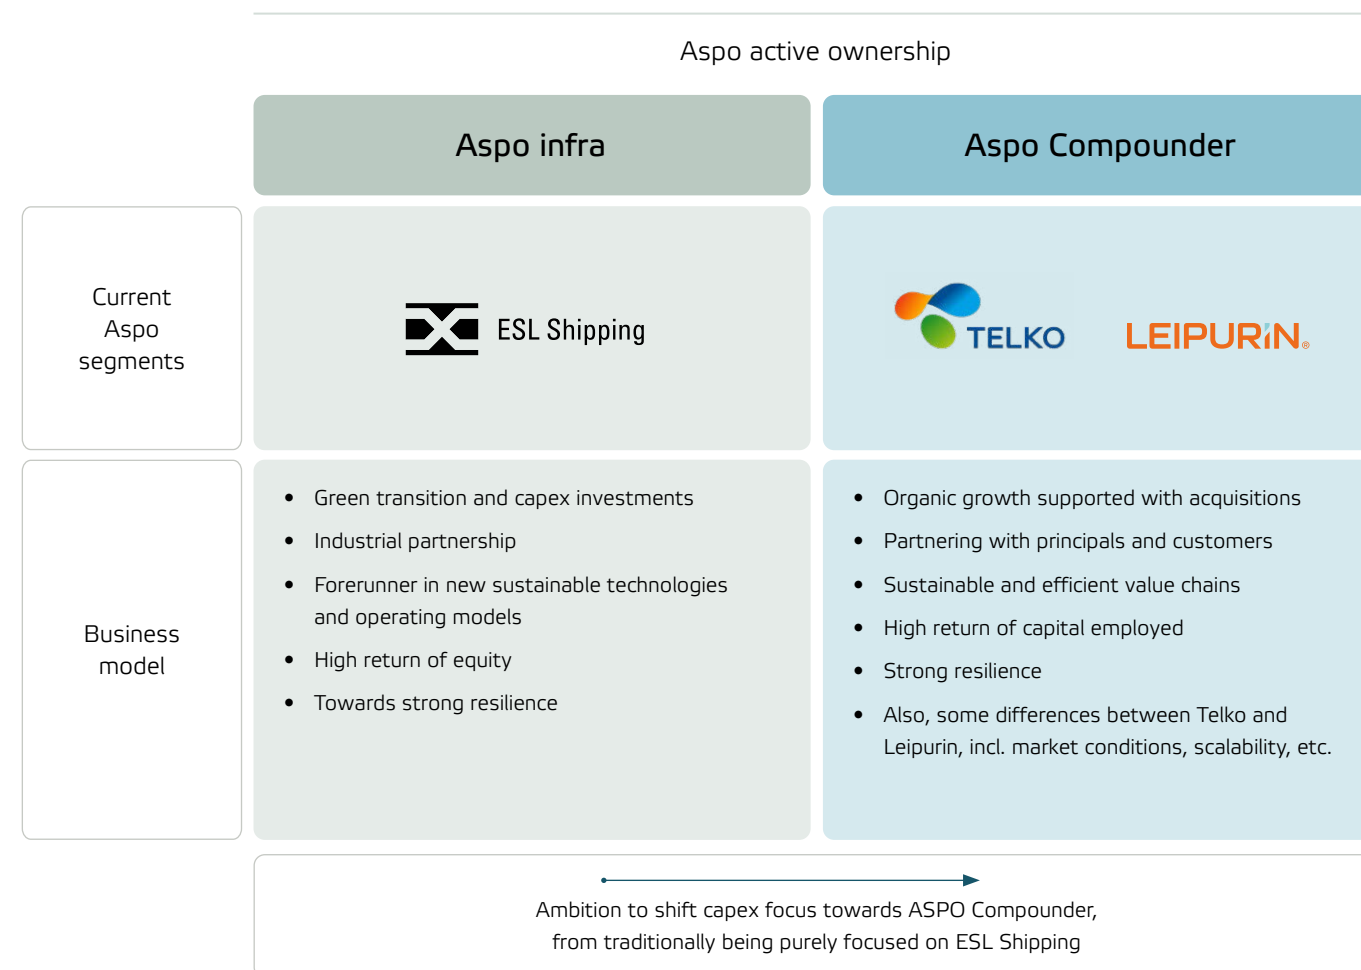 Aspo active ownership
Aspo infra
Aspo Compounder
Current
Aspo
segments
ESL Shipping
TELKO
LEIPURIN®
Business
model
• Green transition and capex investments
• Industrial partnership
• Forerunner in new sustainable technologies
and operating models
• High return of equity
• Towards strong resilience
• Organic growth supported with acquisitions
• Partnering with principals and customers
• Sustainable and efficient value chains
• High return of capital employed
• Strong resilience
• Also, some differences between Telko and
Leipurin, incl. market conditions, scalability, etc.
Ambition to shift capex focus towards ASPO Compounder,
from traditionally being purely focused on ESL Shipping